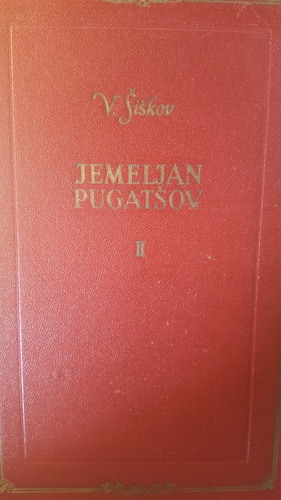 V. Šiškov
JEMELJAN
PUGATŠOV
II